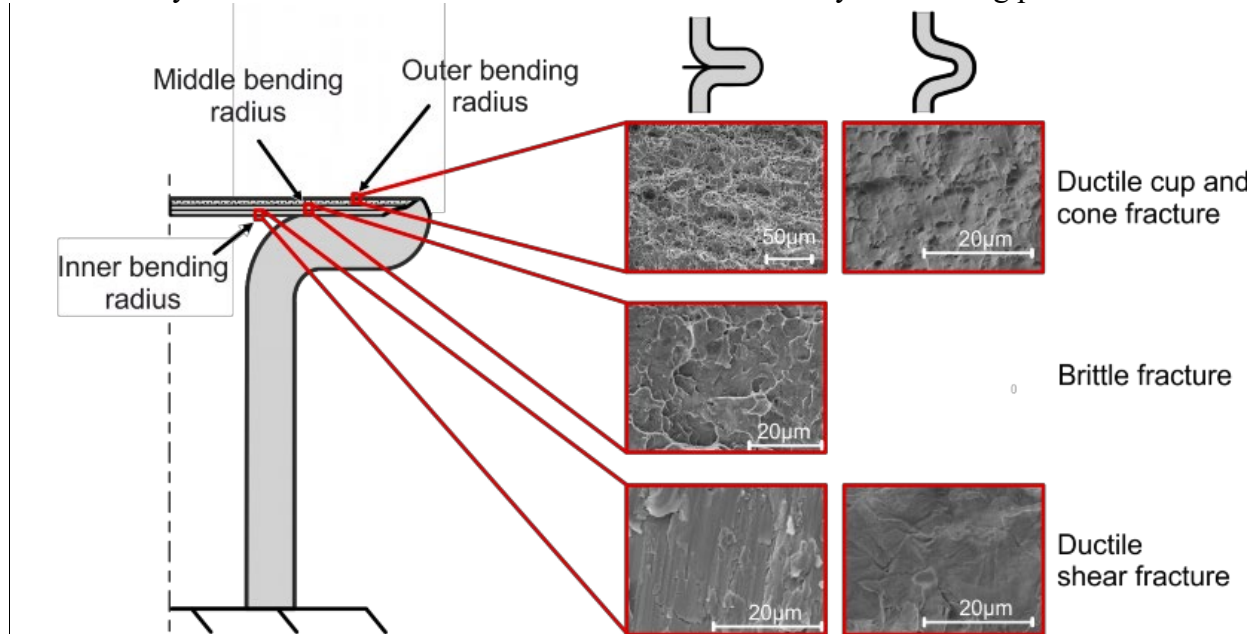 Middle bending
radius
Outer bending
radius
Inner bending
radius
50µm
20µm
Ductile cup and
cone fracture
20µm
0
Brittle fracture
20µm
20µm
Ductile
shear fracture